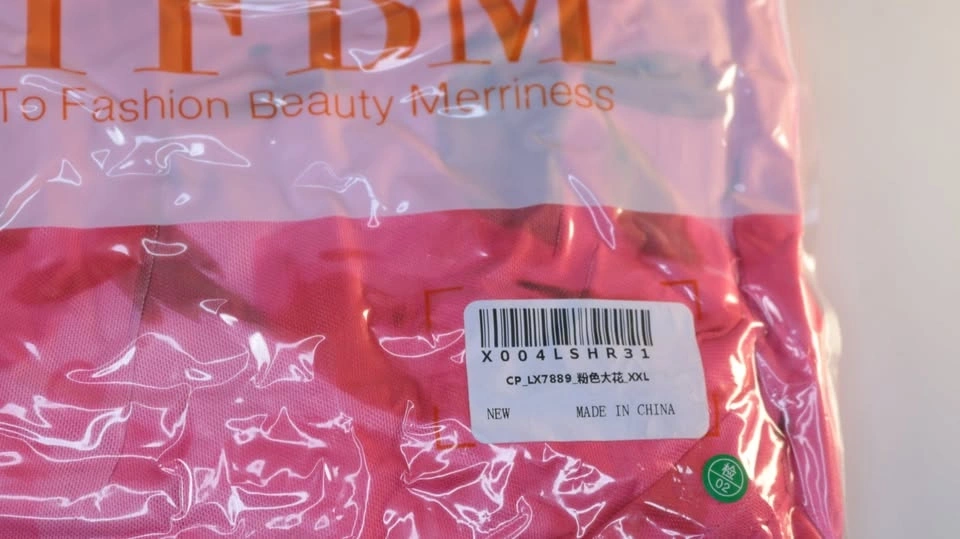 TFBM
To Fashion Beauty Merriness
X004LSHR31
CP_LX7889_粉色大花_XXL
NEW MADE IN CHINA
检
02